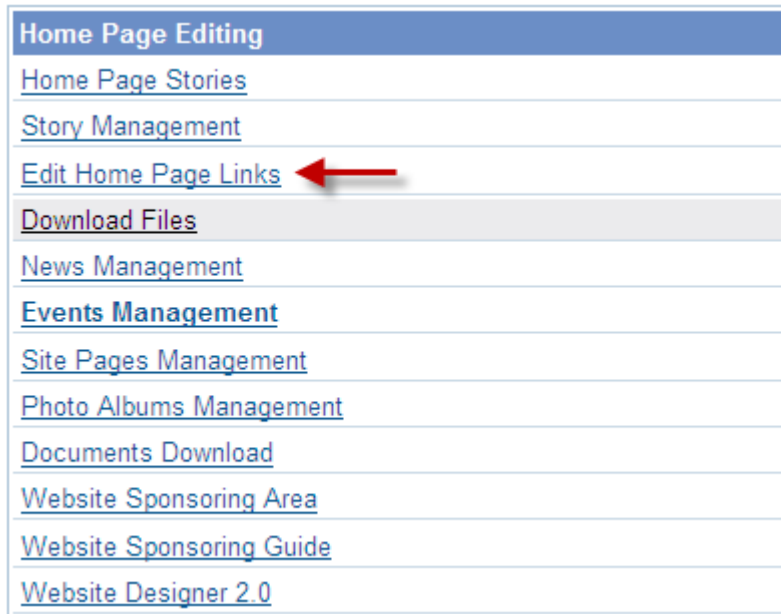 Home Page Editing
Home Page Stories
Story Management
Edit Home Page Links
Download Files
News Management
Events Management
Site Pages Management
Photo Albums Management
Documents Download
Website Sponsoring Area
Website Sponsoring Guide
Website Designer 2.0